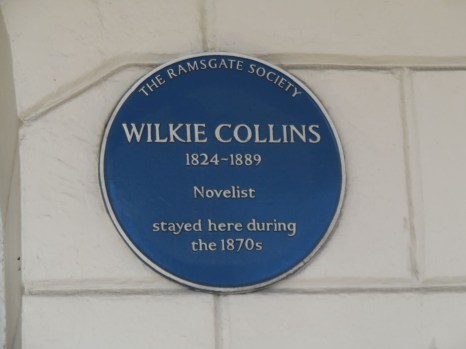 THE RAMSGATE SOCIETY
WILKIE COLLINS
1824-1889
Novelist
stayed here during
the 1870s